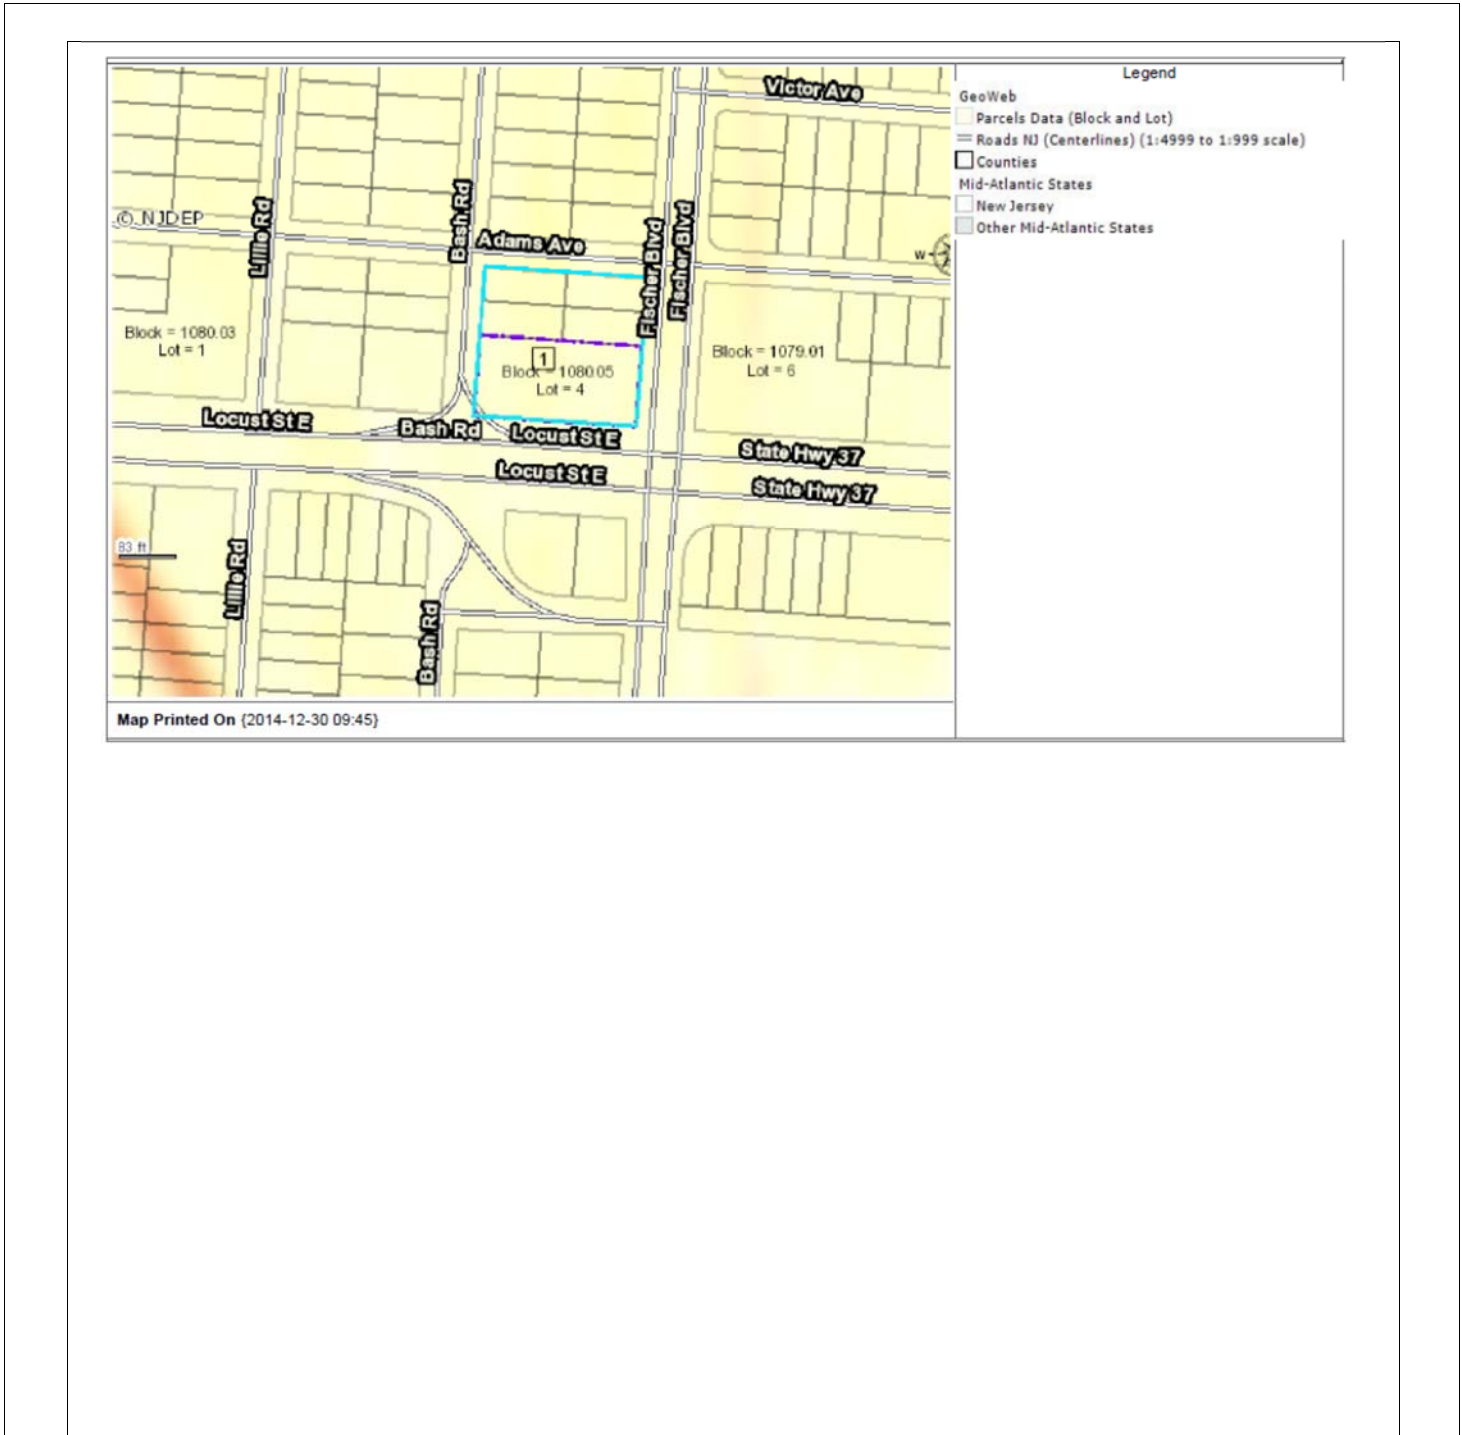 Victor Ave
© NJDEP
Lillie Rd
Bash Rd
Adams Ave
Fischer Blvd
Fischer Blvd
W
Block = 1080.03
Lot = 1
1
Block = 1080.05
Lot = 4
Block = 1079.01
Lot = 6
Locust St E
Bash Rd
Locust St E
State Hwy 37
Locust St E
State Hwy 37
83 ft
Lillie Rd
Bash Rd
Map Printed On {2014-12-30 09:45}
Legend
GeoWeb
Parcels Data (Block and Lot)
Roads NJ (Centerlines) (1:4999 to 1:999 scale)
Counties
Mid-Atlantic States
New Jersey
Other Mid-Atlantic States